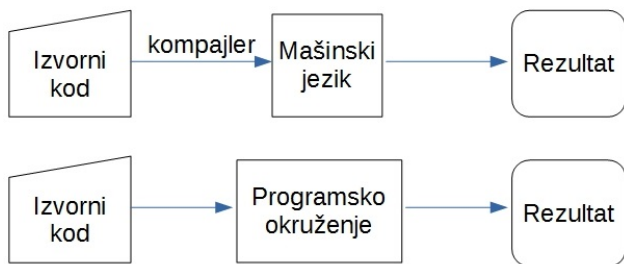 Izvorni
kod
kompajler
Mašinski
jezik
Rezultat
Izvorni
kod
Programsko
okruženje
Rezultat